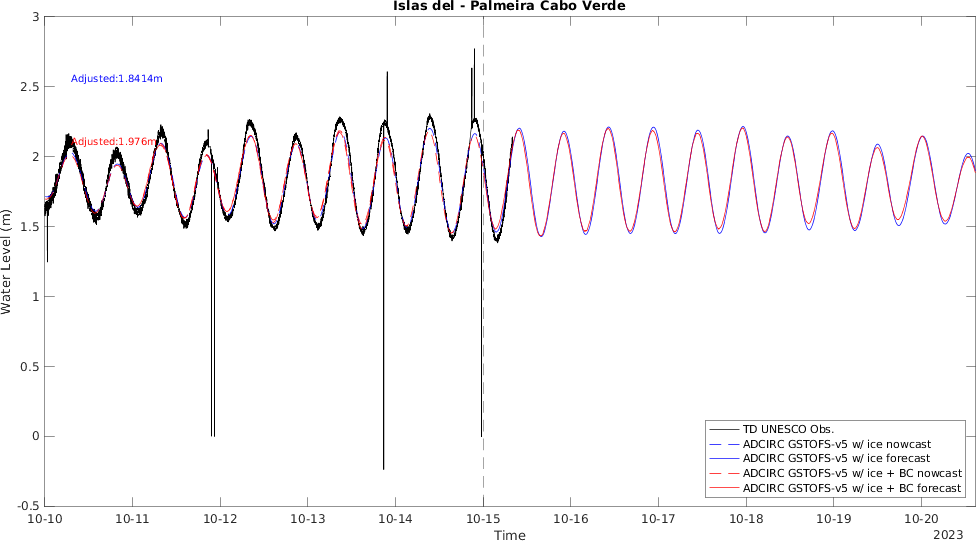 Islas del - Palmeira Cabo Verde
3
2.5
2
1.5
1
0.5
0
-0.5
Water Level (m)
Adjusted:1.8414m
Adjusted:1.976m
TD UNESCO Obs.
ADCIRC GSTOFS-v5 w/ ice nowcast
ADCIRC GSTOFS-v5 w/ ice forecast
ADCIRC GSTOFS-v5 w/ ice + BC nowcast
ADCIRC GSTOFS-v5 w/ ice + BC forecast
10-10 10-11 10-12 10-13 10-14 10-15 10-16 10-17 10-18 10-19 10-20
Time
2023